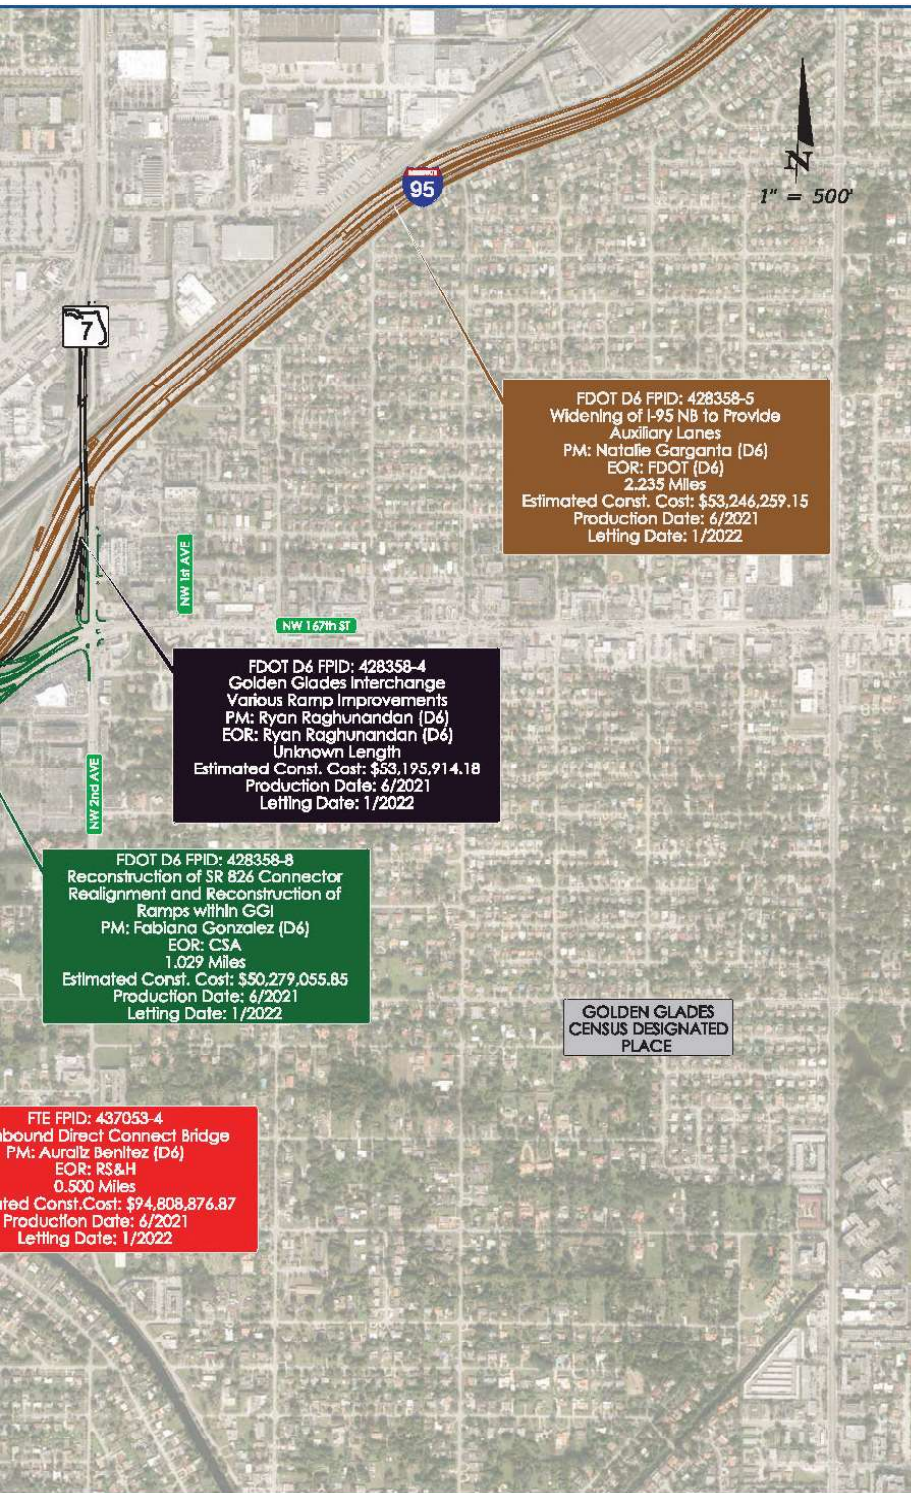 INTERSTATE
95
N
1" = 500'
7
FDOT D6 FPID: 428358-5
Widening of I-95 NB to Provide
Auxiliary Lanes
PM: Natalie Garganta (D6)
EOR: FDOT (D6)
2.235 Miles
Estimated Const. Cost: $53,246,259.15
Production Date: 6/2021
Letting Date: 1/2022
NW 1st AVE
NW 167th ST
FDOT D6 FPID: 428358-4
Golden Glades Interchange
Various Ramp Improvements
PM: Ryan Raghunandan (D6)
EOR: Ryan Raghunandan (D6)
Unknown Length
Estimated Const. Cost: $53,195,914.18
Production Date: 6/2021
Letting Date: 1/2022
NW 2nd AVE
FDOT D6 FPID: 428358-8
Reconstruction of SR 826 Connector
Realignment and Reconstruction of
Ramps within GGI
PM: Fabiana Gonzalez (D6)
EOR: CSA
1.029 Miles
Estimated Const. Cost: $50,279,055.85
Production Date: 6/2021
Letting Date: 1/2022
GOLDEN GLADES
CENSUS DESIGNATED
PLACE
FTE FPID: 437053-4
nbound Direct Connect Bridge
PM: Auraliz Benitez (D6)
EOR: RS&H
0.500 Miles
ated Const.Cost: $94,808,876.87
Production Date: 6/2021
Letting Date: 1/2022